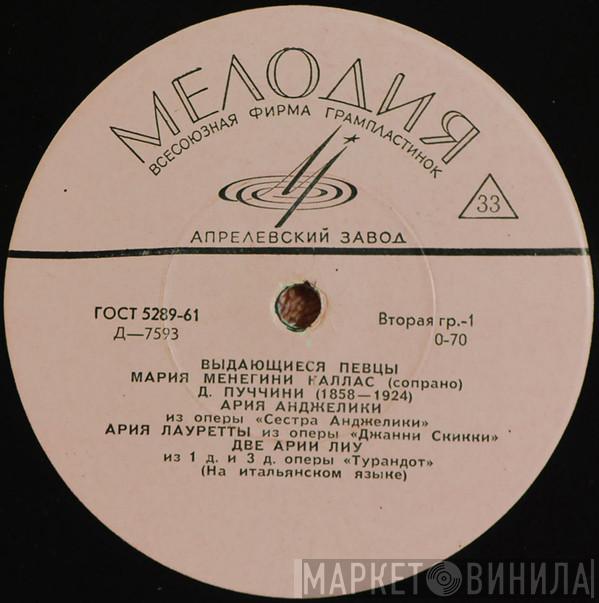 МЕЛОДИЯ
ВСЕСОЮЗНАЯ ФИРМА ГРАМПЛАСТИНОК
33
АПРЕЛЕВСКИЙ ЗАВОД
ГОСТ 5289-61
Д—7593
Вторая гр.-1
0-70
ВЫДАЮЩИЕСЯ ПЕВЦЫ
МАРИЯ МЕНЕГИНИ КАЛЛАС (сопрано)
Д. ПУЧЧИНИ (1858—1924)
АРИЯ АНДЖЕЛИКИ
из оперы «Сестра Анджелики»
АРИЯ ЛАУРЕТТЫ из оперы «Джанни Скикки»
ДВЕ АРИИ ЛИУ
из 1 д. и 3 д. оперы «Турандот»
(На итальянском языке)
МАРКЕТ ВИНИЛА